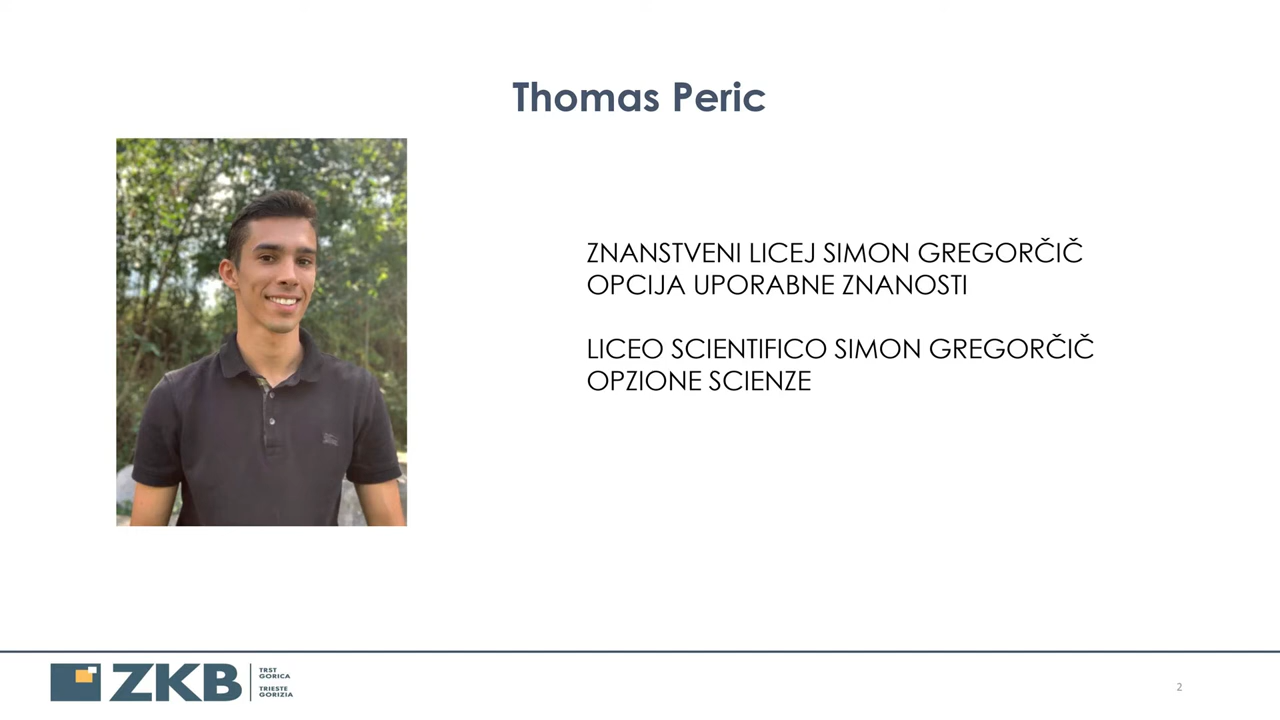 Thomas Peric
ZNANSTVENI LICEJ SIMON GREGORČIČ
OPCIJA UPORABNE ZNANOSTI
LICEO SCIENTIFICO SIMON GREGORČIČ
OPZIONE SCIENZE
ZKB
TRST
GORICA
TRIESTE
GORIZIA
2